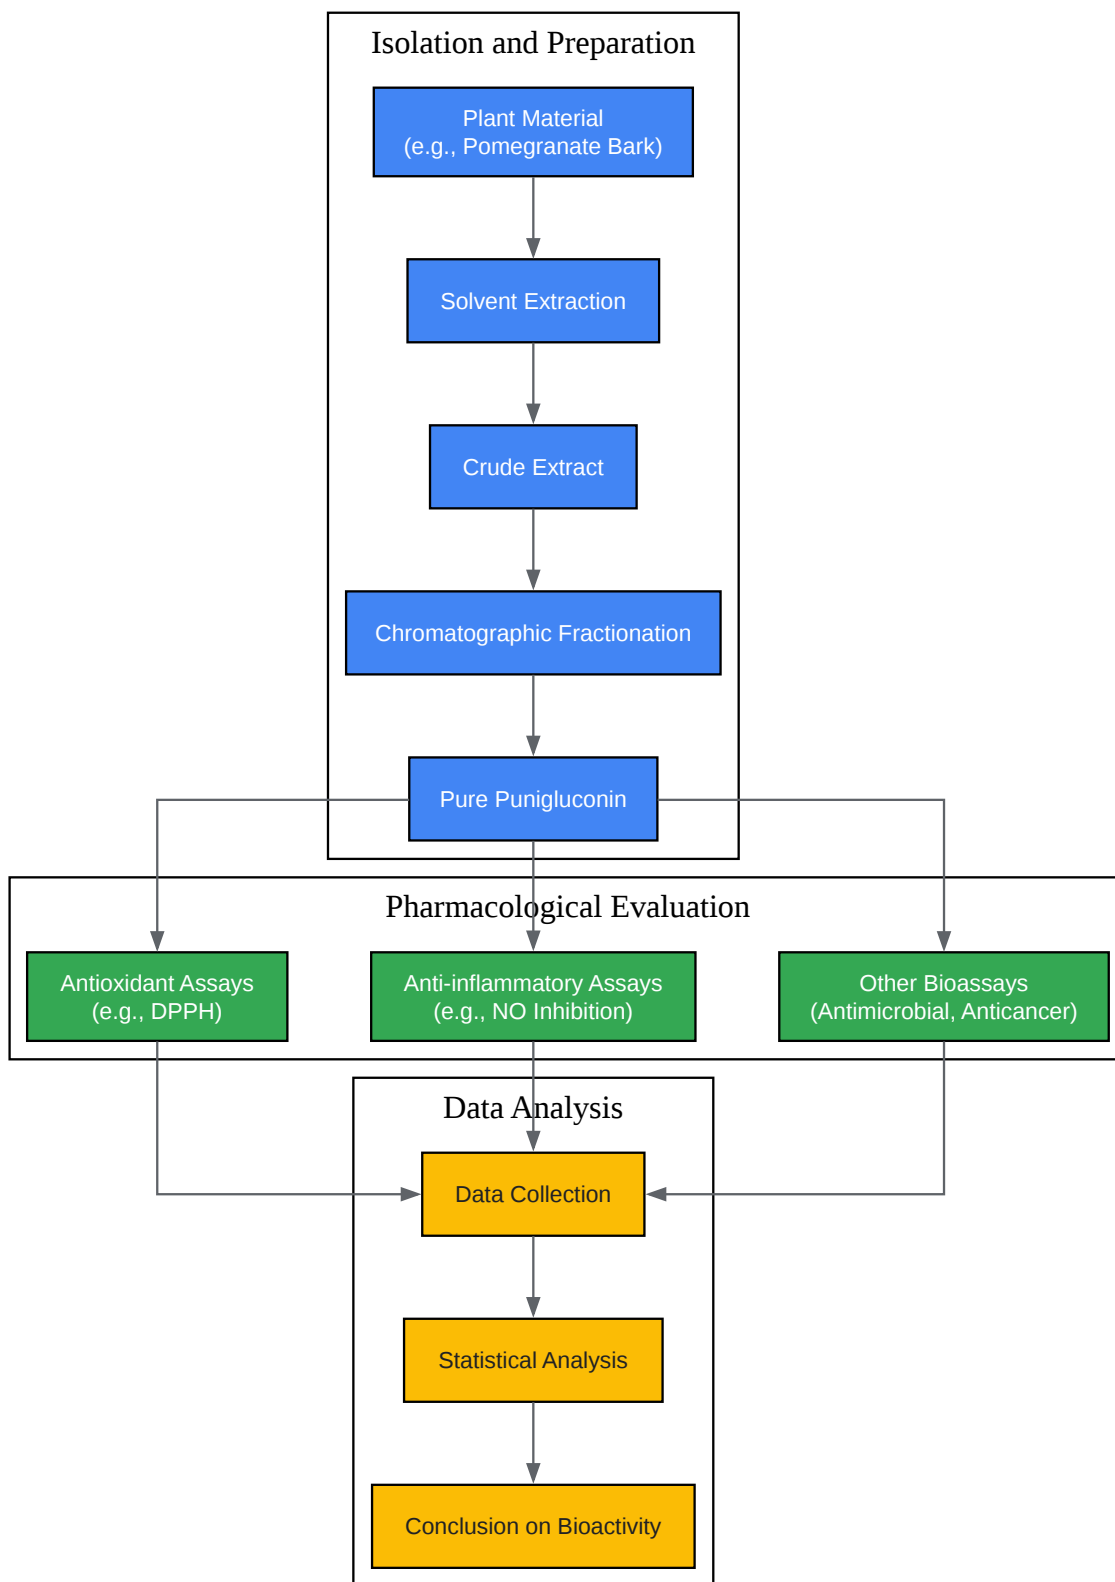 Isolation and Preparation
Plant Material
(e.g., Pomegranate Bark)
Solvent Extraction
Crude Extract
Chromatographic Fractionation
Pure Punigluconin
Pharmacological Evaluation
Antioxidant Assays
(e.g., DPPH)
Anti-inflammatory Assays
(e.g., NO Inhibition)
Other Bioassays
(Antimicrobial, Anticancer)
Data Analysis
Data Collection
Statistical Analysis
Conclusion on Bioactivity